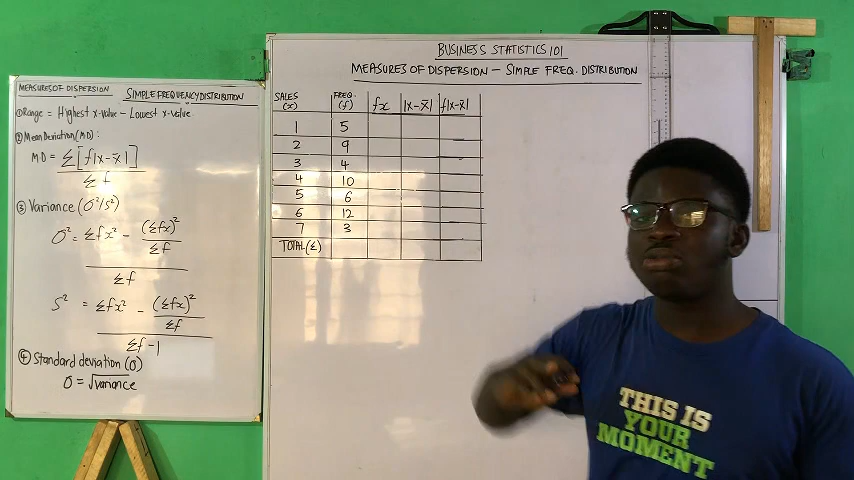 MEASURES OF DISPERSION
SIMPLE FREQUENCY DISTRIBUTION
① Range = Highest x-value - Lowest x-value
② Mean Deviation (MD):
MD = Σ[f|x-x̄|]
Σf
③ Variance (σ²/s²)
σ² = Σfx² - (Σfx)²
Σf
Σf
S² = Σfx² - (Σfx)²
Σf
Σf-1
④ Standard deviation (σ)
σ = √variance
BUSINESS STATISTICS 101
MEASURES OF DISPERSION - SIMPLE FREQ. DISTRIBUTION
SALES (x) FREQ. (f) fx |x-x̄| f|x-x̄|
1 5
2 9
3 4
4 10
5 6
6 12
7 3
TOTAL(Σ)
THIS IS
YOUR
MOMENT